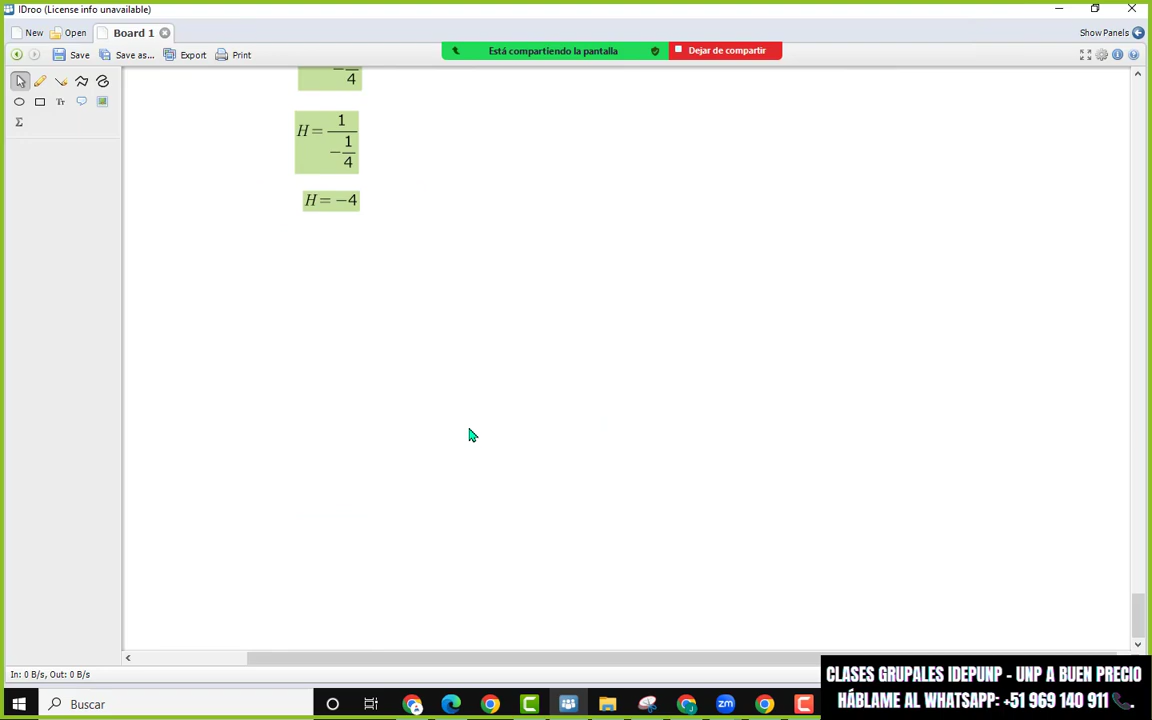 IDroo (License info unavailable)
New Open Board 1 Show Panels
Save Save as... Export Print Está compartiendo la pantalla Dejar de compartir
Tr
Σ
−
4
H = 1
− 1
4
H = −4
In: 0 B/s, Out: 0 B/s
CLASES GRUPALES IDEPUNP - UNP A BUEN PRECIO
HÁBLAME AL WHATSAPP: +51 969 140 911 📞.
Buscar